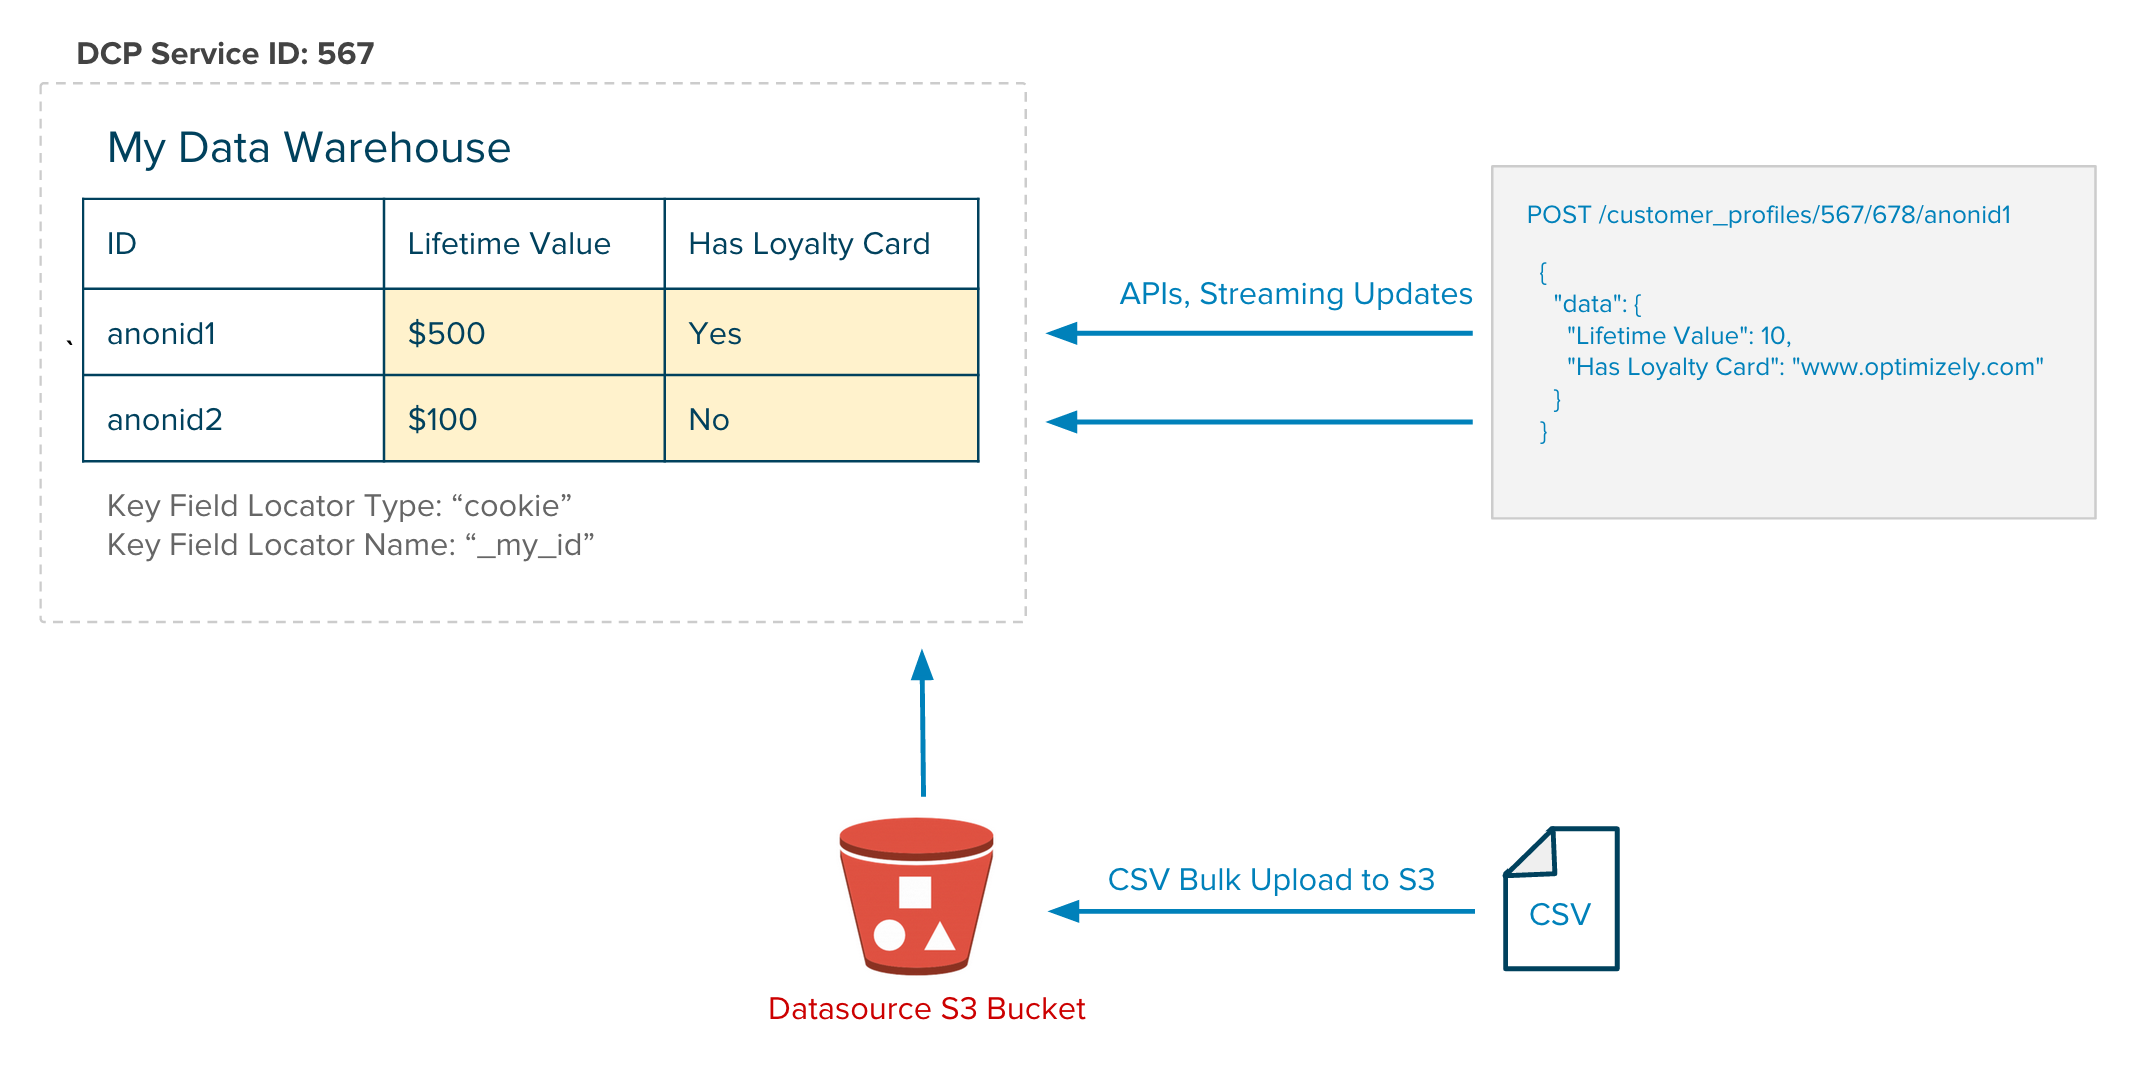 DCP Service ID: 567
My Data Warehouse
ID Lifetime Value Has Loyalty Card
anonid1 $500 Yes
`
anonid2 $100 No
Key Field Locator Type: “cookie”
Key Field Locator Name: “_my_id”
APIs, Streaming Updates
POST /customer_profiles/567/678/anonid1
{
"data": {
"Lifetime Value": 10,
"Has Loyalty Card": "www.optimizely.com"
}
}
CSV Bulk Upload to S3
CSV
Datasource S3 Bucket